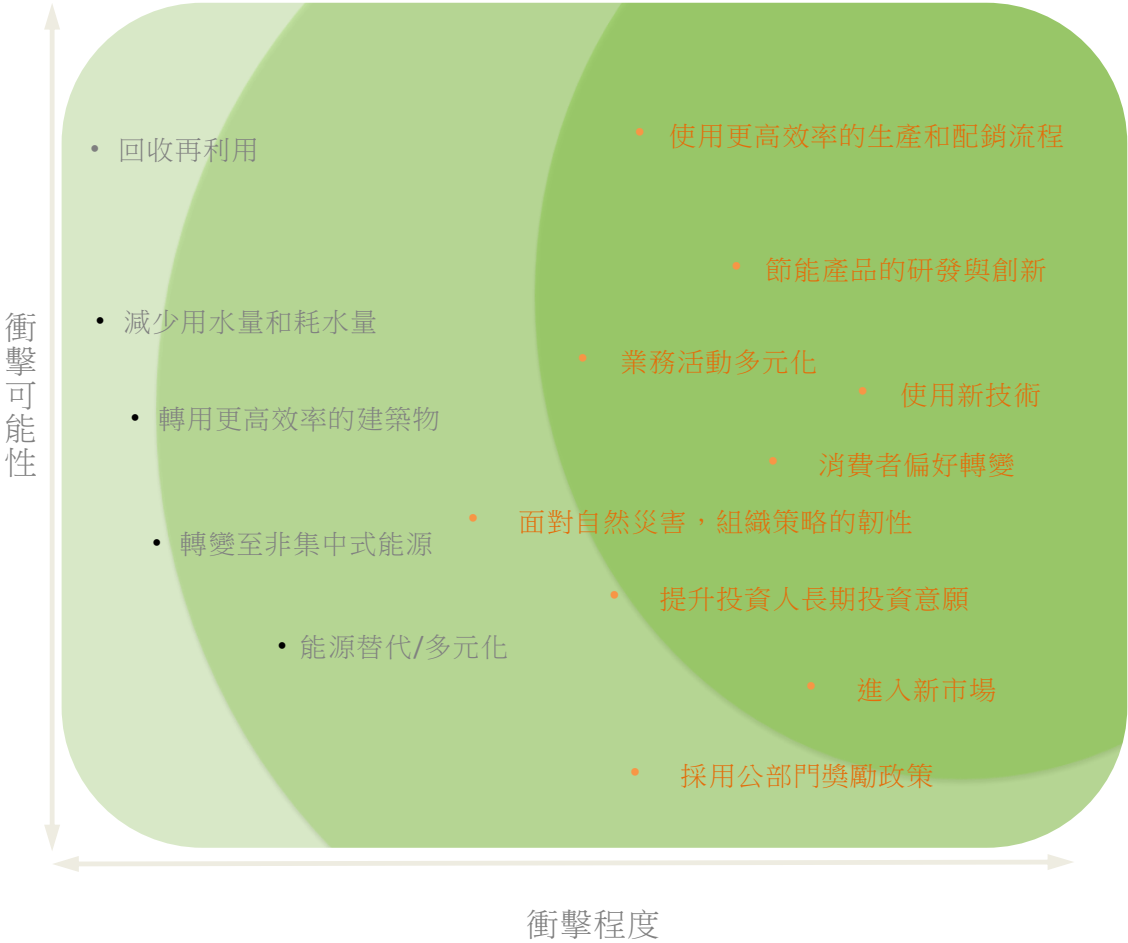 使用更高效率的生產和配銷流程
回收再利用
節能產品的研發與創新
減少用水量和耗水量
業務活動多元化
使用新技術
轉用更高效率的建築物
消費者偏好轉變
面對自然災害，組織策略的韌性
轉變至非集中式能源
提升投資人長期投資意願
能源替代/多元化
進入新市場
採用公部門獎勵政策
衝擊可能性
衝擊程度